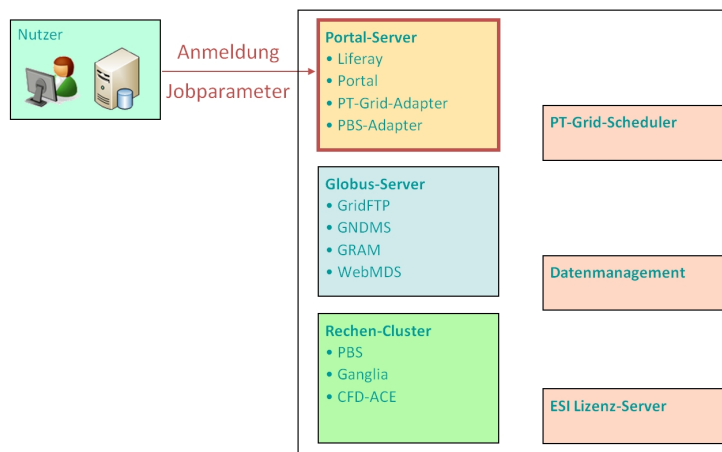 Nutzer
Anmeldung
Jobparameter
Portal-Server
• Liferay
• Portal
• PT-Grid-Adapter
• PBS-Adapter
PT-Grid-Scheduler
Globus-Server
• GridFTP
• GNDMS
• GRAM
• WebMDS
Datenmanagement
Rechen-Cluster
• PBS
• Ganglia
• CFD-ACE
ESI Lizenz-Server